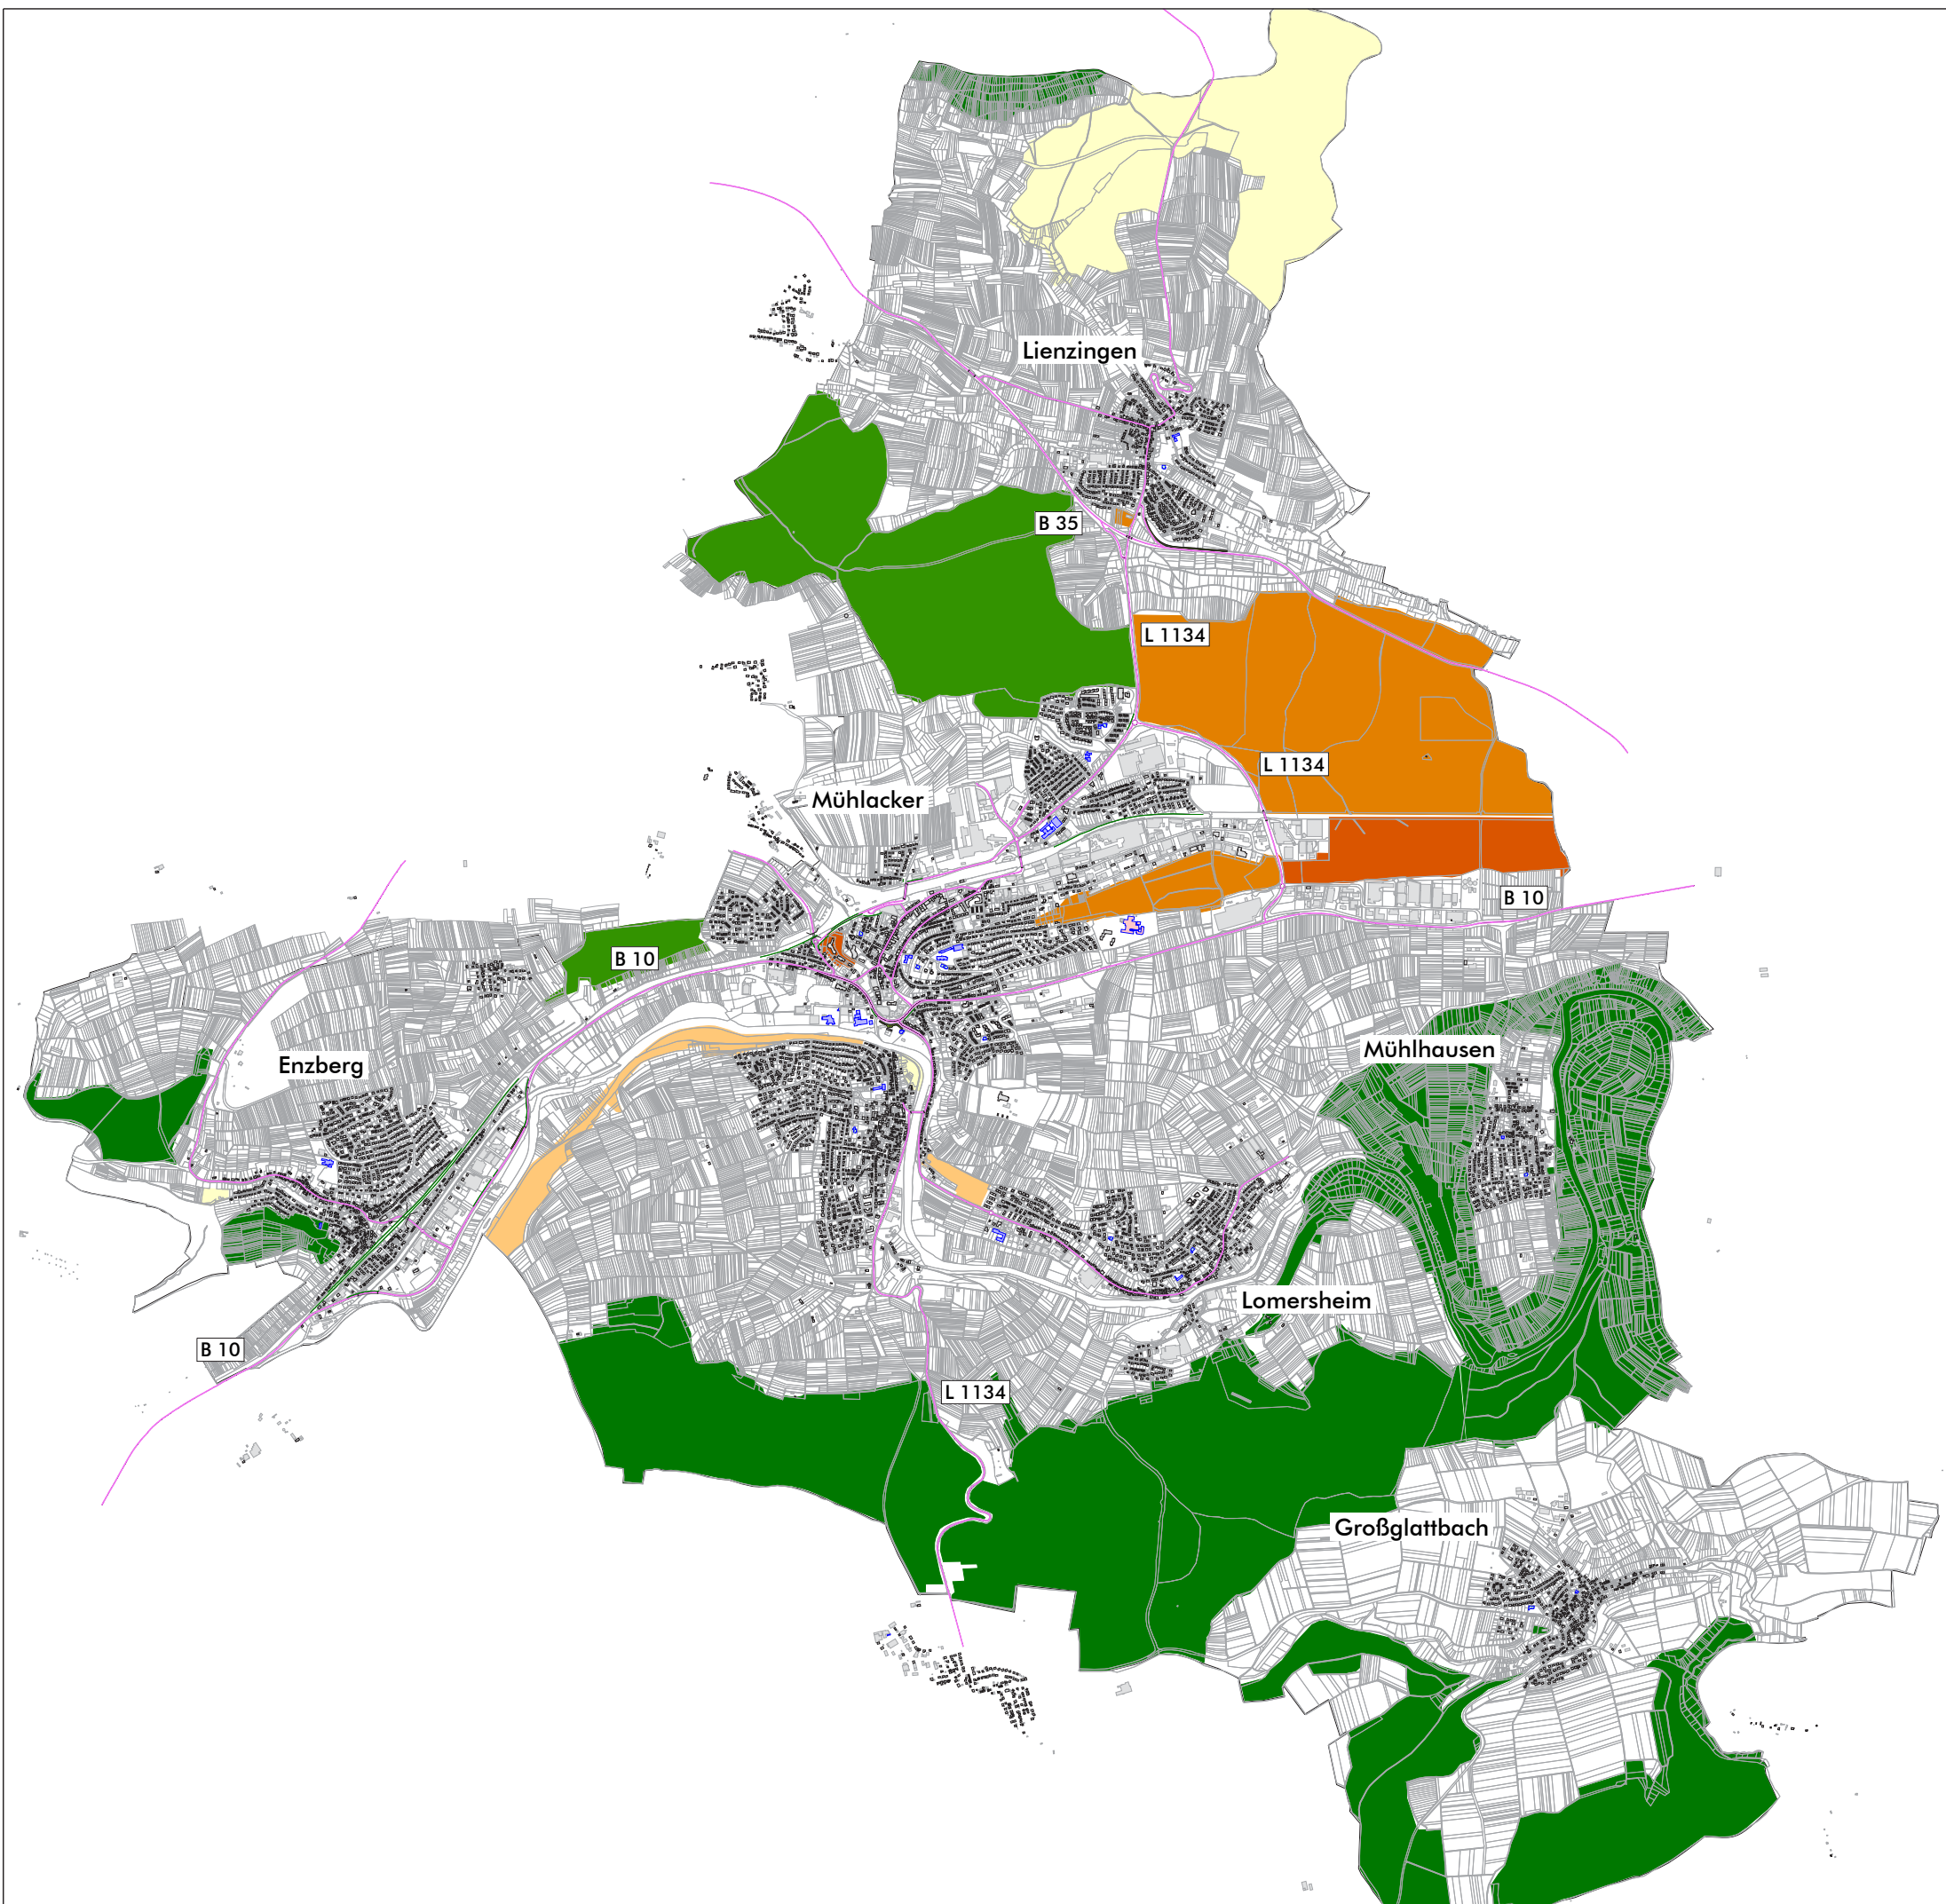 Lienzingen
B 35
L 1134
L 1134
Mühlacker
B 10
B 10
Mühlhausen
Enzberg
Lomersheim
B 10
L 1134
Großglattbach